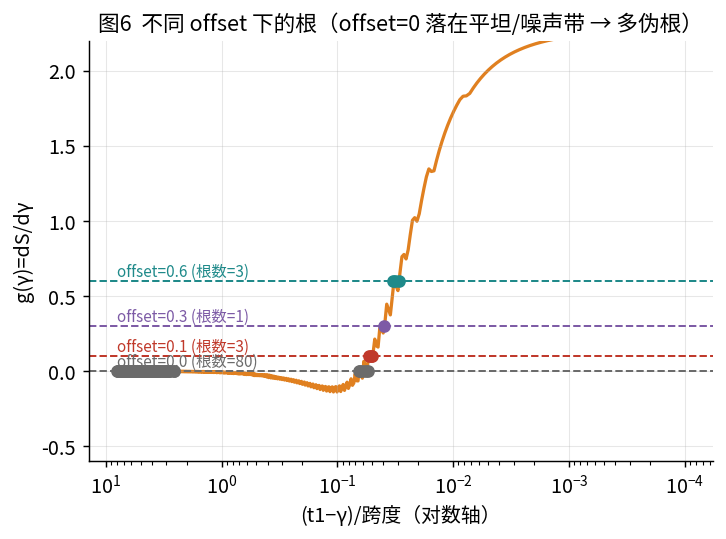 图6 不同 offset 下的根（offset=0 落在平坦/噪声带 → 多伪根）
g(γ)=dS/dγ
2.0
1.5
1.0
0.5
0.0
-0.5
offset=0.6 (根数=3)
offset=0.3 (根数=1)
offset=0.1 (根数=3)
offset=0.0 (根数=80)
10¹ 10⁰ 10⁻¹ 10⁻² 10⁻³ 10⁻⁴
(t1−γ)/跨度（对数轴）